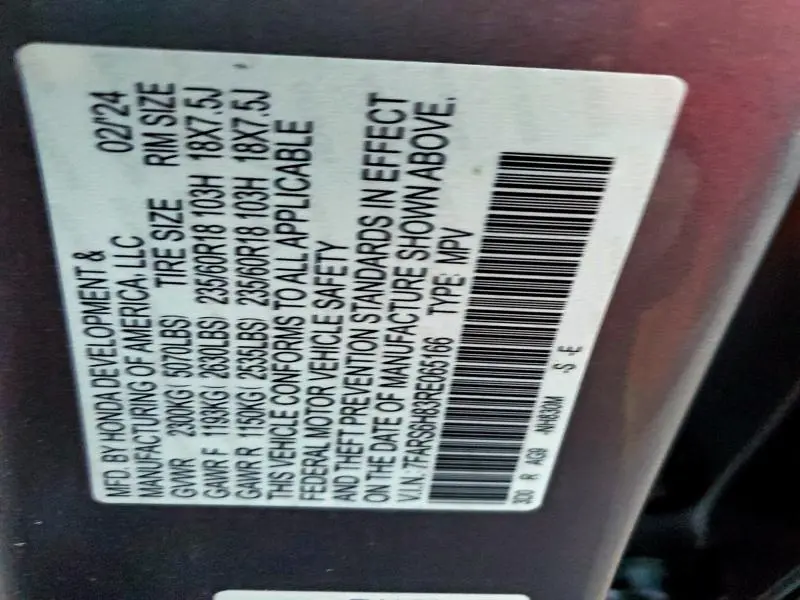 MFD. BY HONDA DEVELOPMENT &
MANUFACTURING OF AMERICA, LLC 02/'24
GVWR 2300KG( 5070LBS) TIRE SIZE RIM SIZE
GAWR F 1193KG( 2630LBS) 235/60R18 103H 18X7.5J
GAWR R 1150KG( 2535LBS) 235/60R18 103H 18X7.5J
THIS VEHICLE CONFORMS TO ALL APPLICABLE
FEDERAL MOTOR VEHICLE SAFETY
AND THEFT PREVENTION STANDARDS IN EFFECT
ON THE DATE OF MANUFACTURE SHOWN ABOVE.
V.I.N: 7FARS6H83RE065166 TYPE: MPV
R -NH830M -S -E